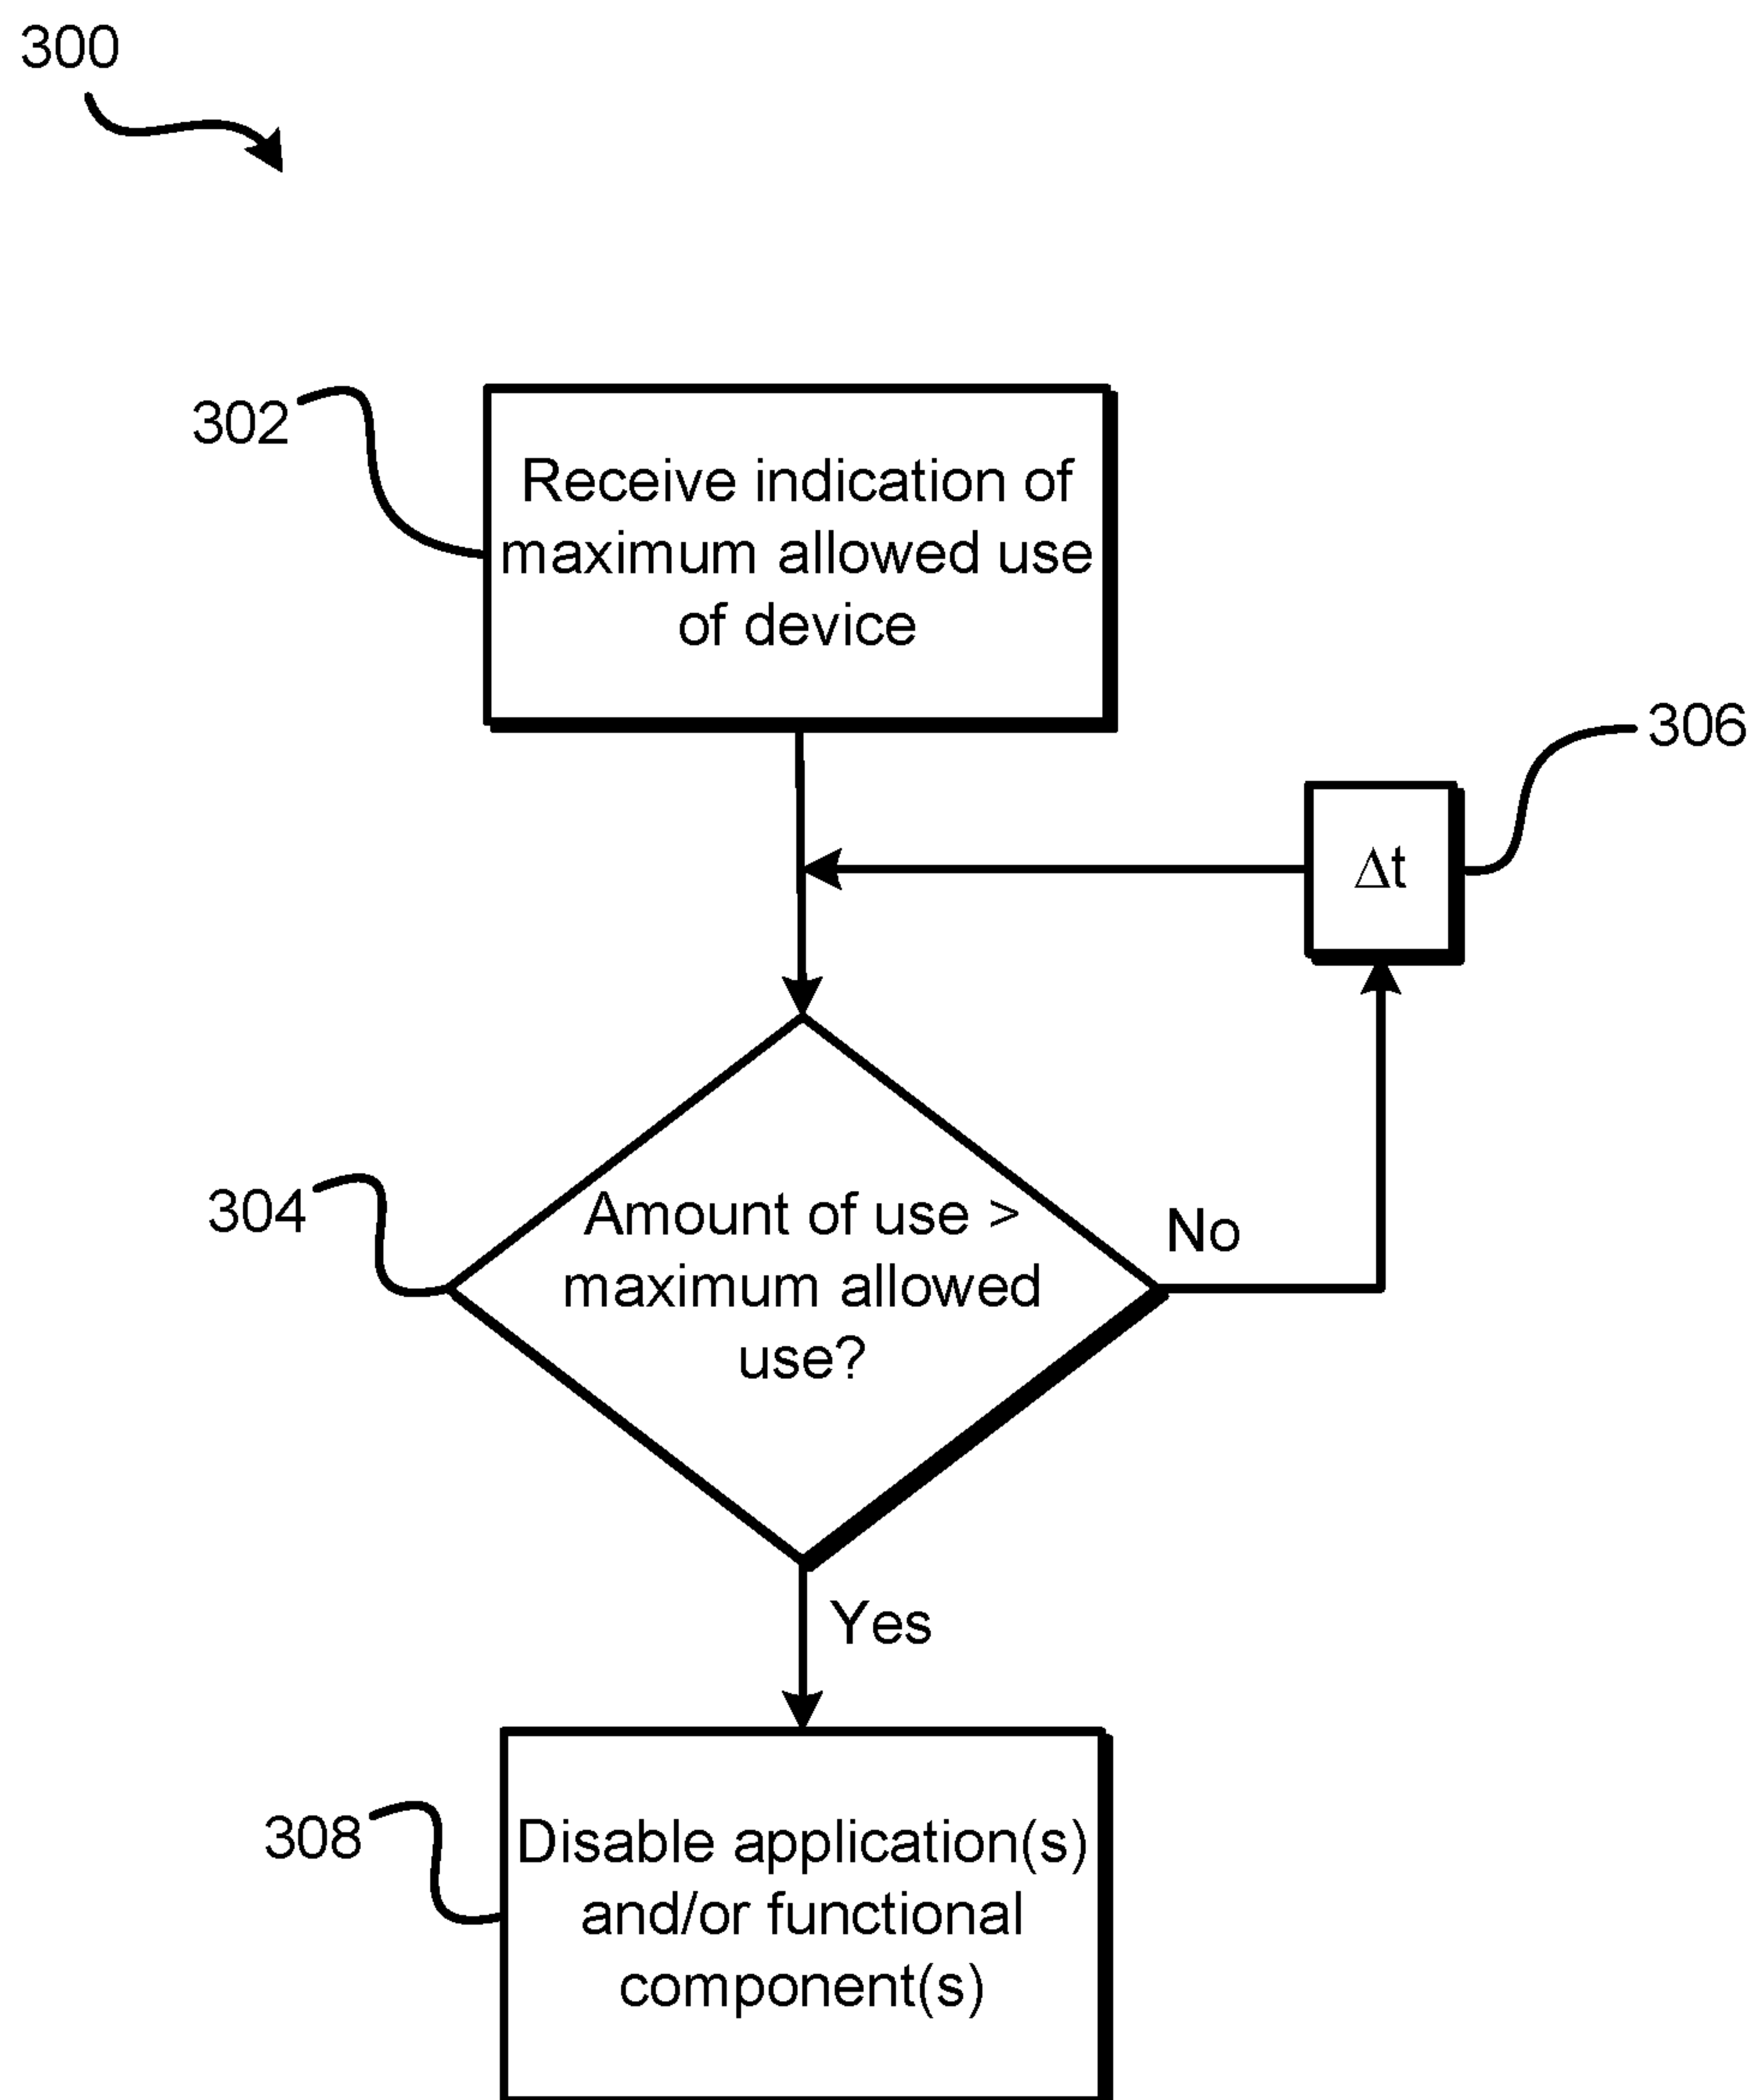 300
302
Receive indication of
maximum allowed use
of device
306
Δt
304
Amount of use >
maximum allowed
use?
No
Yes
308
Disable application(s)
and/or functional
component(s)